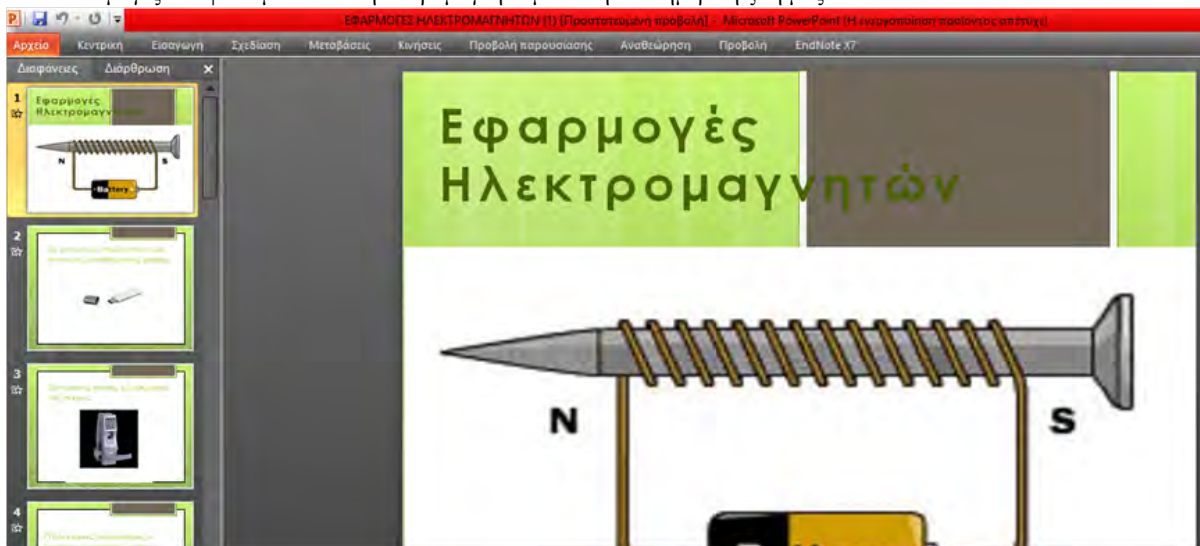 ΕΦΑΡΜΟΓΕΣ ΗΛΕΚΤΡΟΜΑΓΝΗΤΩΝ (1) [Προστατευμένη προβολή] - Microsoft PowerPoint (Η ενεργοποίηση προϊόντος απέτυχε)
Αρχείο Κεντρική Εισαγωγή Σχεδίαση Μεταβάσεις Κινήσεις Προβολή παρουσίασης Αναθεώρηση Προβολή EndNote X7
Διαφάνειες Διάρθρωση
1
Εφαρμογές
Ηλεκτρομαγνητών
N S
Battery
2
3
4
Εφαρμογές
Ηλεκτρομαγνητών
N S